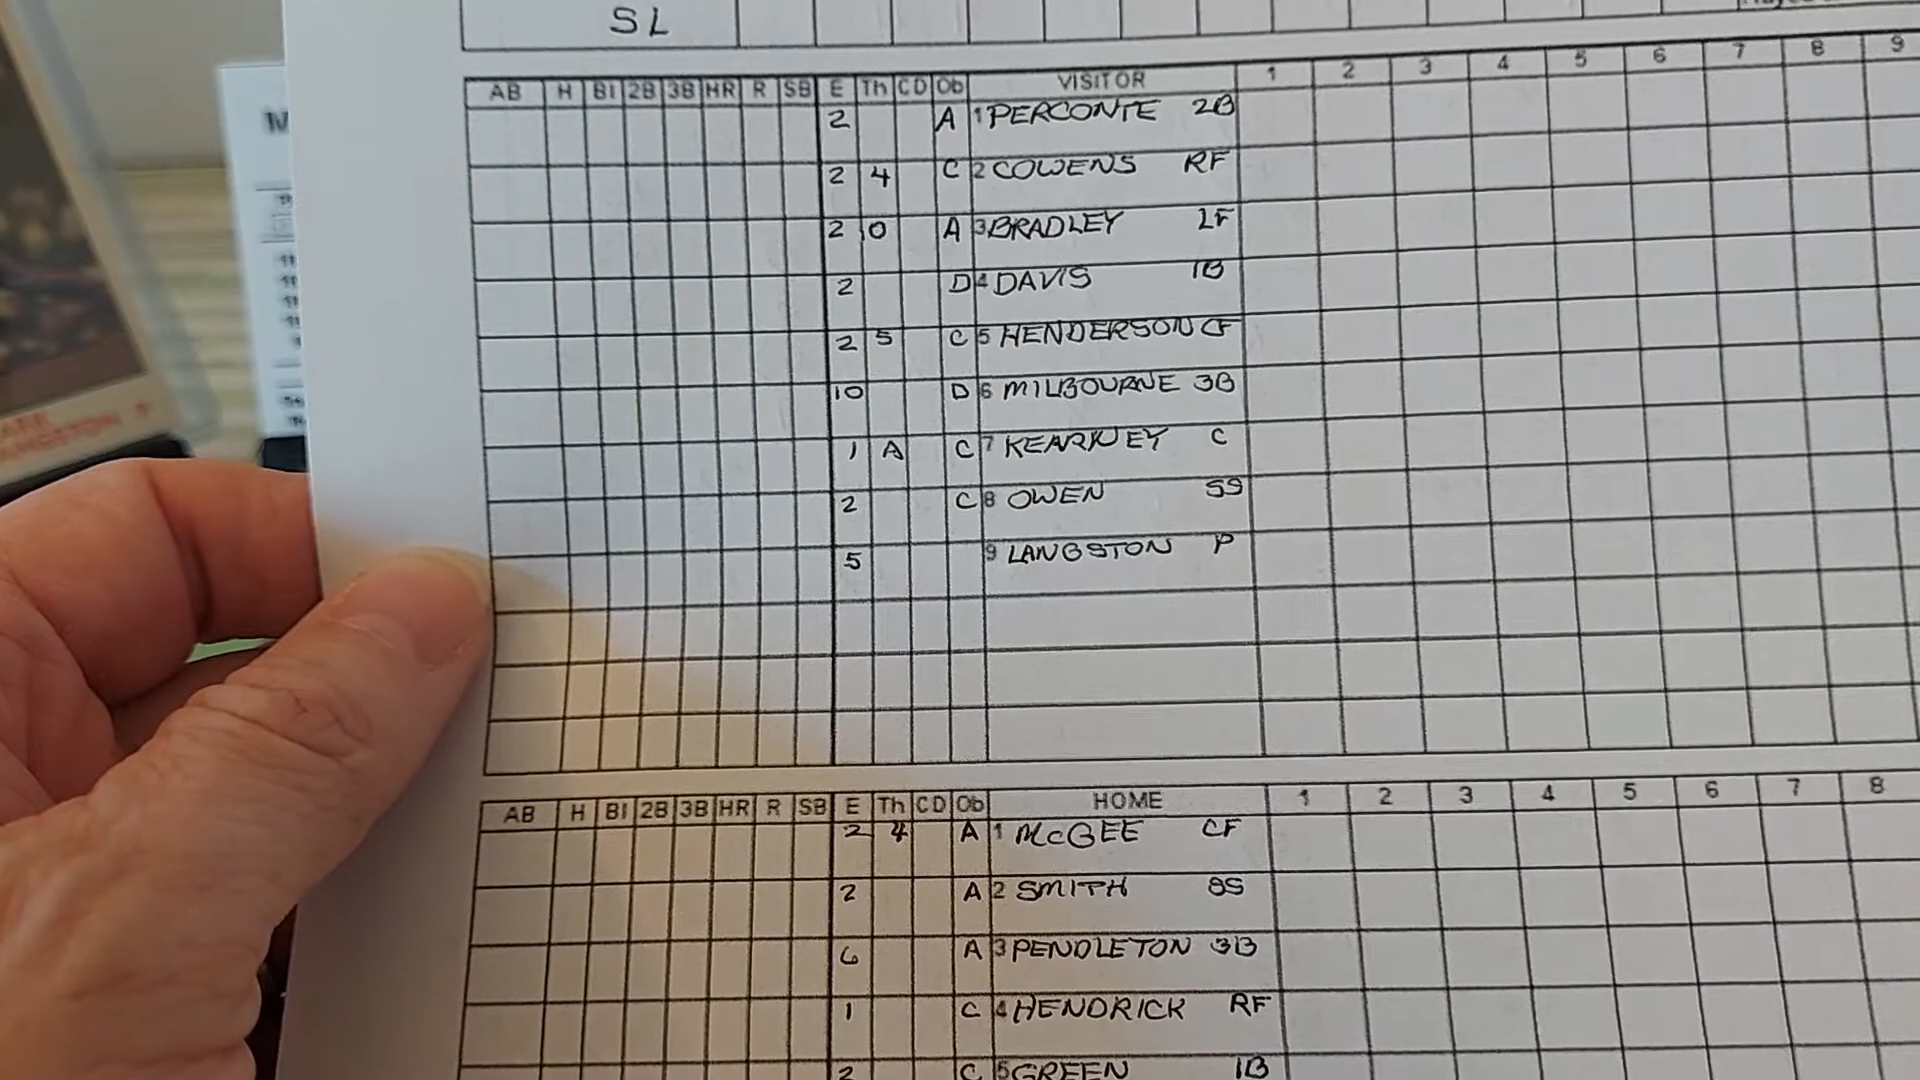 SL
AB H BI 2B 3B HR R SB E Th CD Ob VISITOR 1 2 3 4 5 6 7 8 9
2 A 1 PERCONTE 2B
2 4 C 2 COWENS RF
2 0 A 3 BRADLEY LF
2 D 4 DAVIS 1B
2 5 C 5 HENDERSON CF
10 D 6 MILBOURNE 3B
1 A C 7 KEARNEY C
2 C 8 OWEN SS
5 9 LANGSTON P
AB H BI 2B 3B HR R SB E Th CD Ob HOME 1 2 3 4 5 6 7 8
2 4 A 1 McGEE CF
2 A 2 SMITH SS
6 A 3 PENDLETON 3B
1 C 4 HENDRICK RF
2 C 5 GREEN 1B